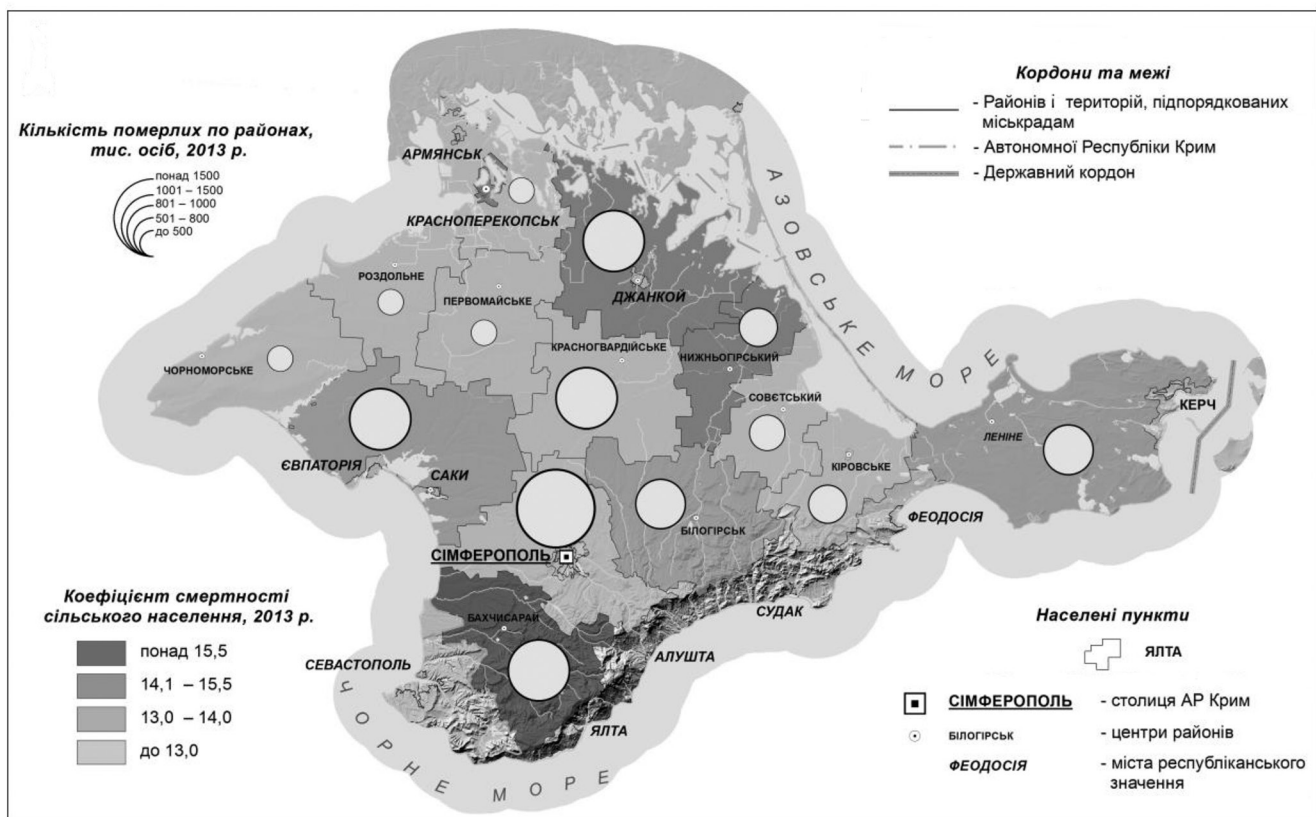 Кількість померлих по районах,
тис. осіб, 2013 р.
понад 1500
1001 – 1500
801 – 1000
501 – 800
до 500
Кордони та межі
- Районів і територій, підпорядкованих
міськрадам
- Автономної Республіки Крим
- Державний кордон
АРМЯНСЬК
КРАСНОПЕРЕКОПСЬК
АЗОВСЬКЕ МОРЕ
РОЗДОЛЬНЕ
ПЕРВОМАЙСЬКЕ
ДЖАНКОЙ
ЧОРНОМОРСЬКЕ
КРАСНОГВАРДІЙСЬКЕ
НИЖНЬОГІРСЬКИЙ
СОВЄТСЬКИЙ
КЕРЧ
ЛЕНІНЕ
ЄВПАТОРІЯ
САКИ
КІРОВСЬКЕ
БІЛОГІРСЬК
ФЕОДОСІЯ
СІМФЕРОПОЛЬ
СУДАК
БАХЧИСАРАЙ
АЛУШТА
СЕВАСТОПОЛЬ
ЯЛТА
ЧОРНЕ МОРЕ
Коефіцієнт смертності
сільського населення, 2013 р.
понад 15,5
14,1 – 15,5
13,0 – 14,0
до 13,0
Населені пункти
ЯЛТА
СІМФЕРОПОЛЬ - столиця АР Крим
БІЛОГІРСЬК - центри районів
ФЕОДОСІЯ - міста республіканського
значення